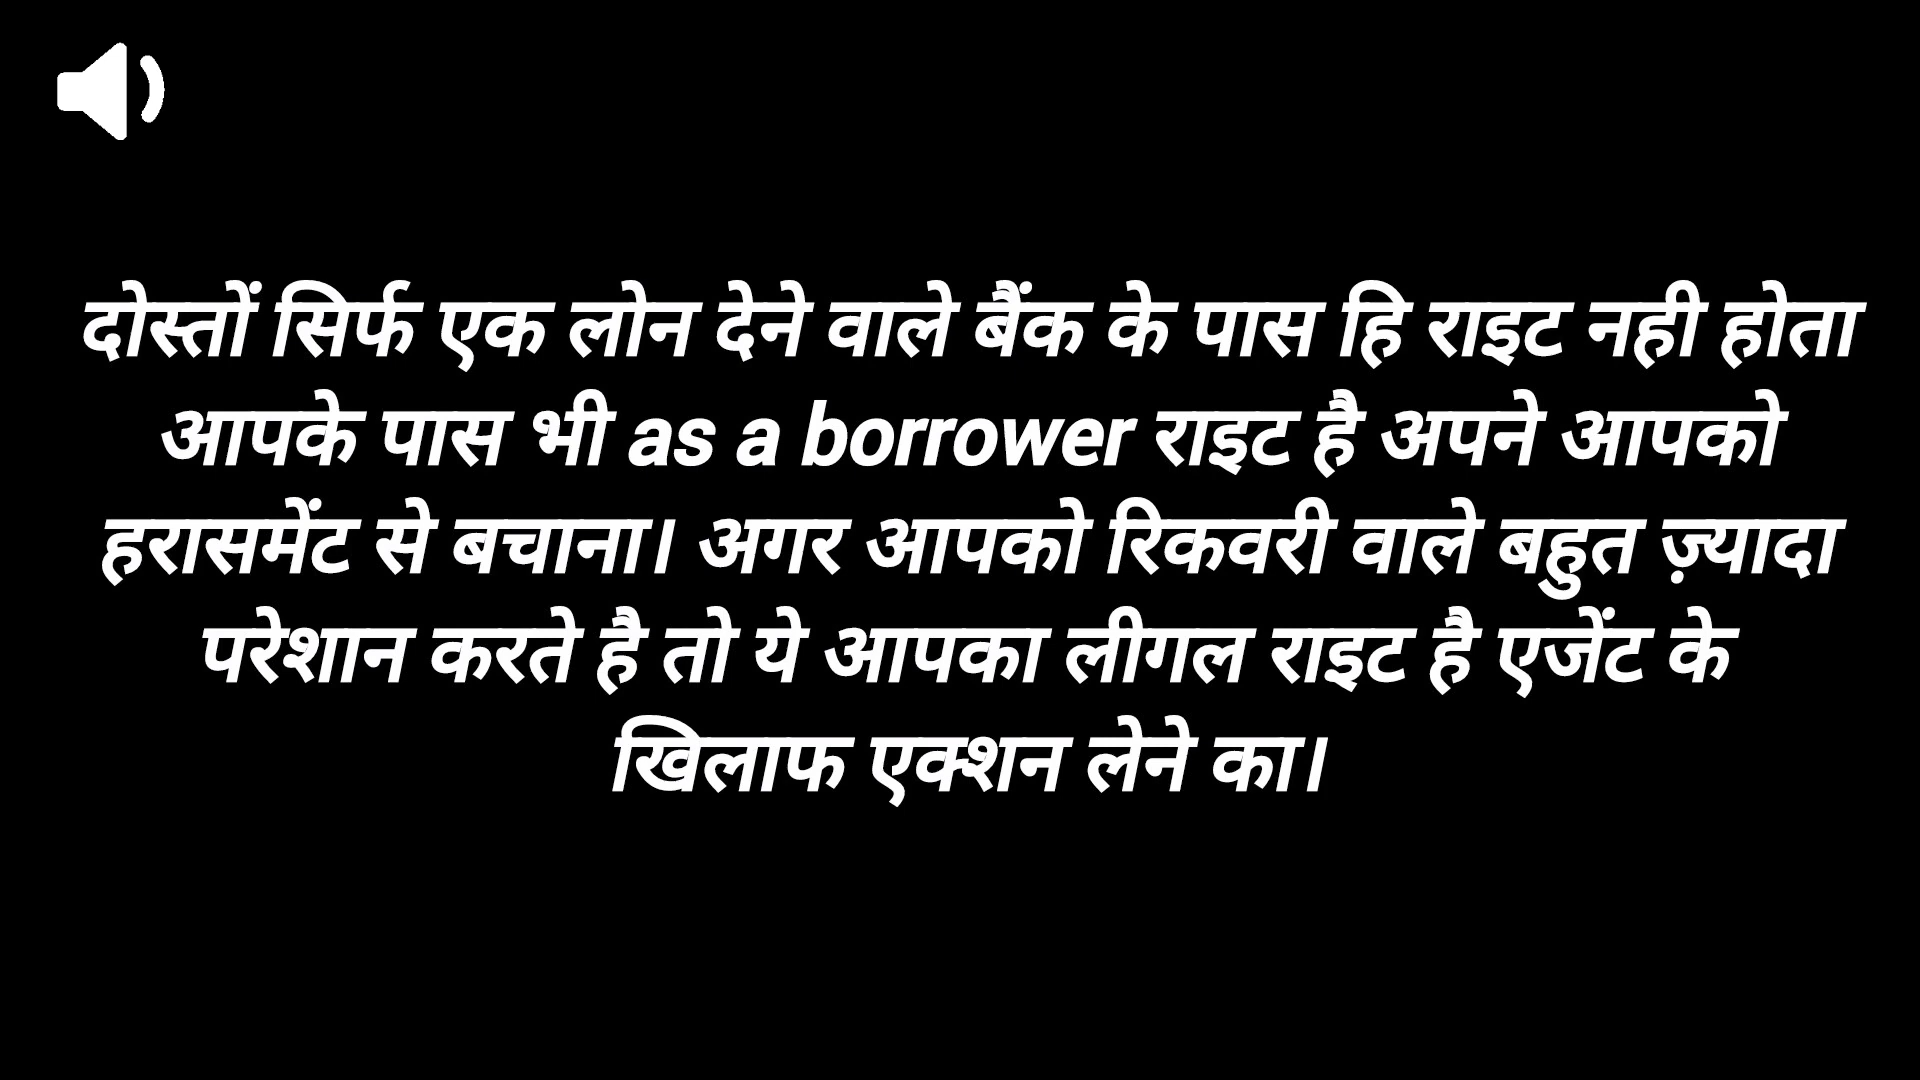 दोस्तों सिर्फ एक लोन देने वाले बैंक के पास हि राइट नही होता
आपके पास भी as a borrower राइट है अपने आपको
हरासमेंट से बचाना। अगर आपको रिकवरी वाले बहुत ज़्यादा
परेशान करते है तो ये आपका लीगल राइट है एजेंट के
खिलाफ एक्शन लेने का।